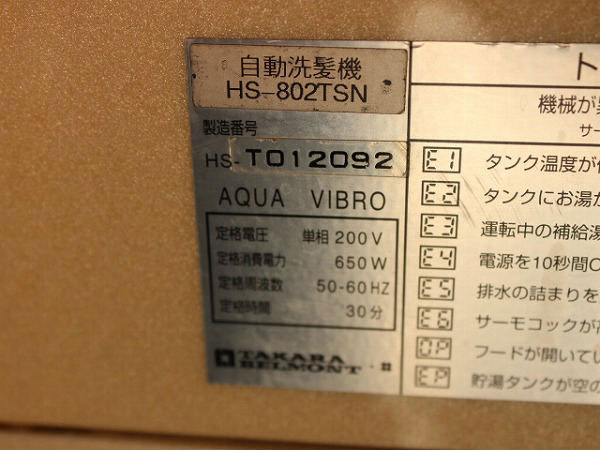 自動洗髪機
HS-802TSN
製造番号
HS-T012092
AQUA VIBRO
定格電圧 単相 200V
定格消費電力 650W
定格周波数 50-60HZ
定格時間 30分
TAKARA
BELMONT
ト
機械が
サー
E1 タンク温度が
E2 タンクにお湯が
E3 運転中の補給湯
E4 電源を10秒間O
E5 排水の詰まりを
E6 サーモコックが
OP フードが開いてい
EP 貯湯タンクが空の